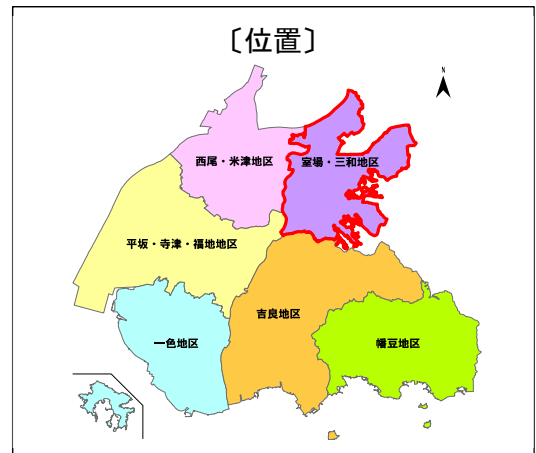 〔位置〕
N
西尾・米津地区
室場・三和地区
平坂・寺津・福地地区
吉良地区
一色地区
幡豆地区